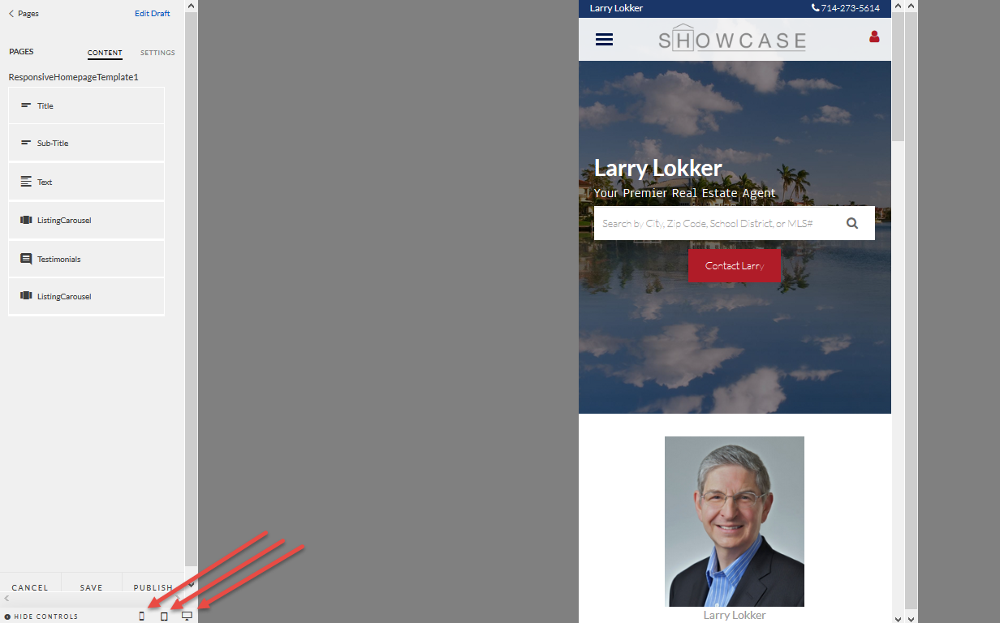 Pages
Edit Draft
PAGES
CONTENT
SETTINGS
ResponsiveHomepageTemplate1
Title
Sub-Title
Text
ListingCarousel
Testimonials
ListingCarousel
CANCEL
SAVE
PUBLISH
HIDE CONTROLS
Larry Lokker
714-273-5614
SHOWCASE
Larry Lokker
Your Premier Real Estate Agent
Search by City, Zip Code, School District, or MLS#
Contact Larry
Larry Lokker